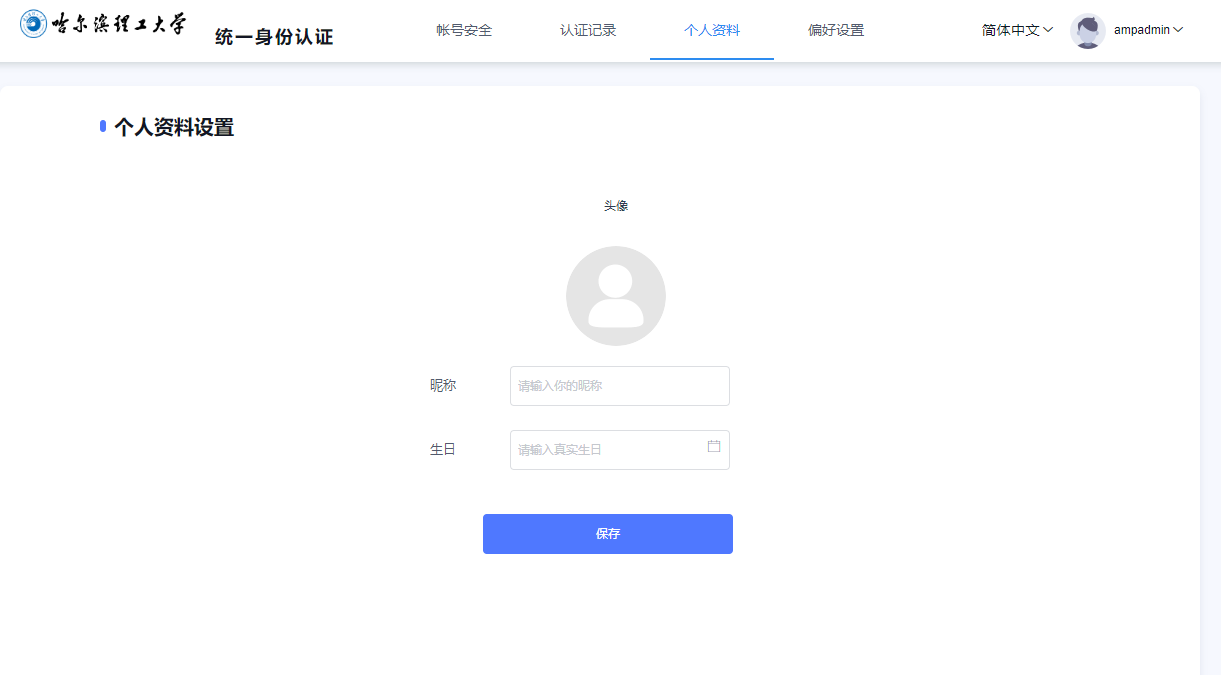 哈尔滨理工大学
统一身份认证
帐号安全
认证记录
个人资料
偏好设置
简体中文
ampadmin
个人资料设置
头像
昵称
请输入你的昵称
生日
请输入真实生日
保存